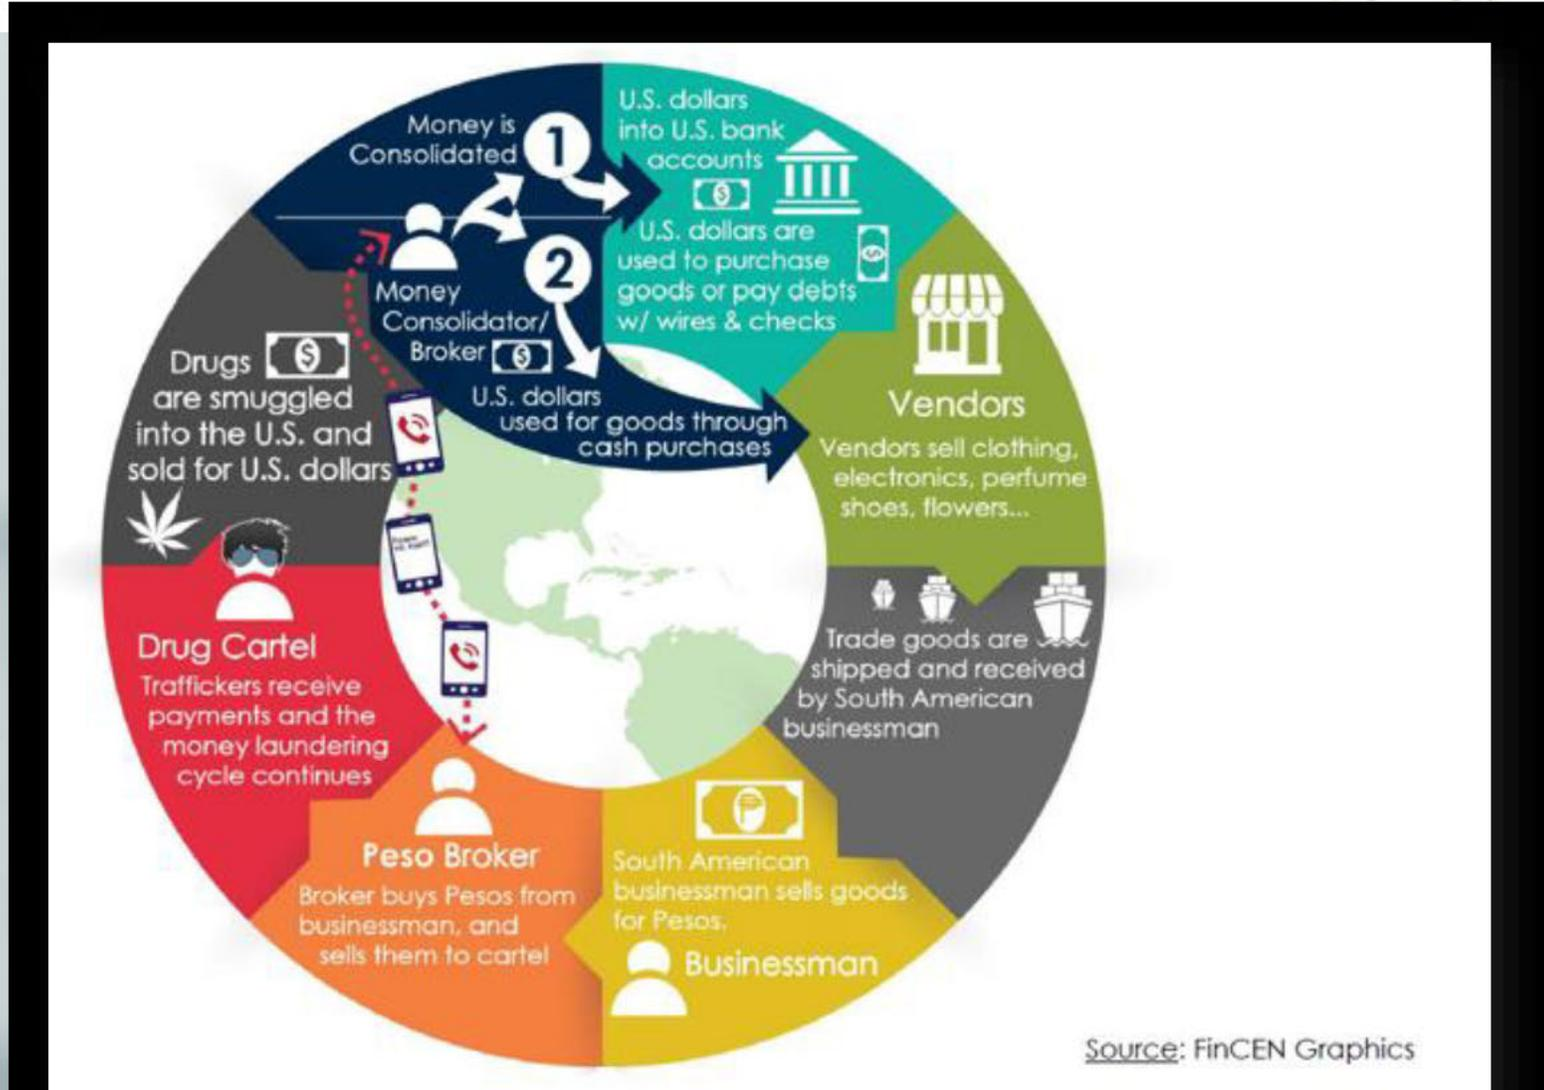 Money is
Consolidated
1
2
Money
Consolidator/
Broker
U.S. dollars
used for goods through
cash purchases
U.S. dollars
into U.S. bank
accounts
U.S. dollars are
used to purchase
goods or pay debts
w/ wires & checks
Vendors
Vendors sell clothing,
electronics, perfume
shoes, flowers...
Trade goods are
shipped and received
by South American
businessman
South American
businessman sells goods
for Pesos.
Businessman
Peso Broker
Broker buys Pesos from
businessman, and
sells them to cartel
Drug Cartel
Traffickers receive
payments and the
money laundering
cycle continues
Drugs
are smuggled
into the U.S. and
sold for U.S. dollars
Source: FinCEN Graphics